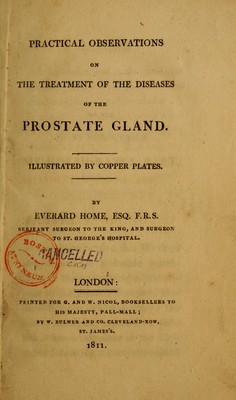 PRACTICAL OBSERVATIONS
ON
THE TREATMENT OF THE DISEASES
OF THE
PROSTATE GLAND.
ILLUSTRATED BY COPPER PLATES.
BY
EVERARD HOME, ESQ. F.R.S.
SERJEANT SURGEON TO THE KING, AND SURGEON
TO ST. GEORGE'S HOSPITAL.
BOSTON
ATHENÆUM
CANCELLED
LONDON:
PRINTED FOR G. AND W. NICOL, BOOKSELLERS TO
HIS MAJESTY, PALL-MALL;
BY W. BULMER AND CO. CLEVELAND-ROW,
ST. JAMES'S.
1811.